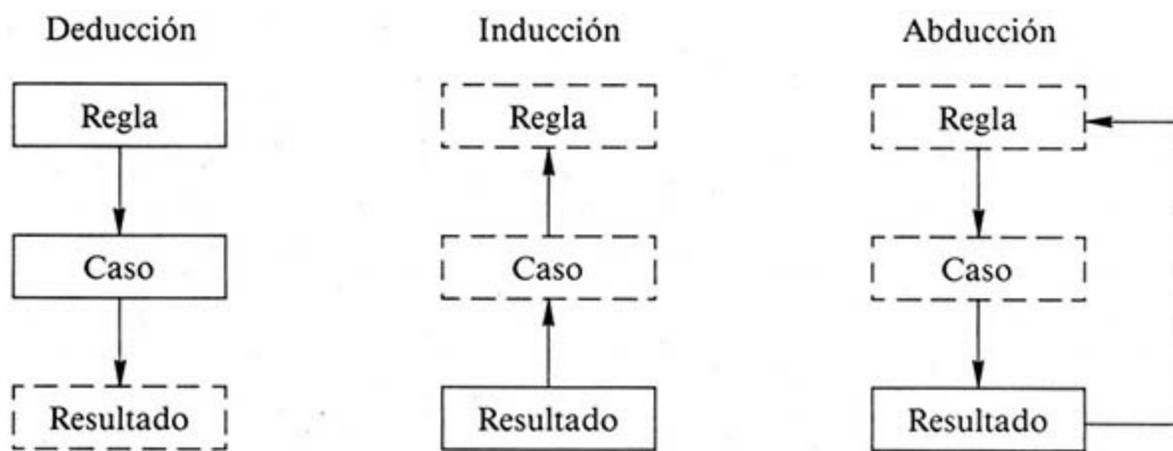 Deducción
Inducción
Abducción
Regla
Regla
Regla
Caso
Caso
Caso
Resultado
Resultado
Resultado